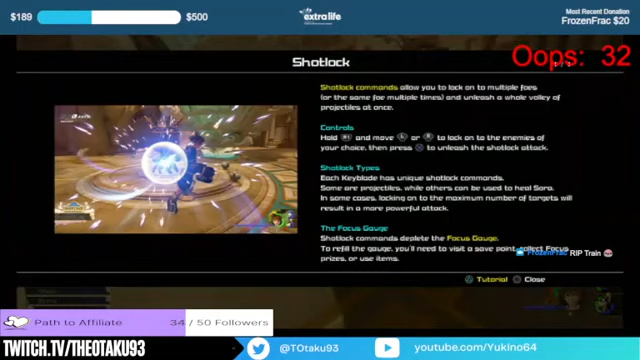 $189
$500
extralife
Most Recent Donation
FrozenFrac $20
Oops: 32
Shotlock
Shotlock commands allow you to lock on to multiple foes
(or the same foe multiple times) and unleash a whole volley of
projectiles at once.
Controls
Hold R1 and move L or R to lock on to the enemies of
your choice, then press to unleash the shotlock attack.
Shotlock Types
Each Keyblade has unique shotlock commands.
Some are projectiles, while others can be used to heal Sora.
In some cases, locking on to the maximum number of targets will
result in a more powerful attack.
The Focus Gauge
Shotlock commands deplete the Focus Gauge.
To refill the gauge, you'll need to visit a save point, collect Focus
prizes, or use items.
FrozenFrac RIP Train
Tutorial Close
Path to Affiliate 34 / 50 Followers
TWITCH.TV/THEOTAKU93
@TOtaku93
youtube.com/Yukino64